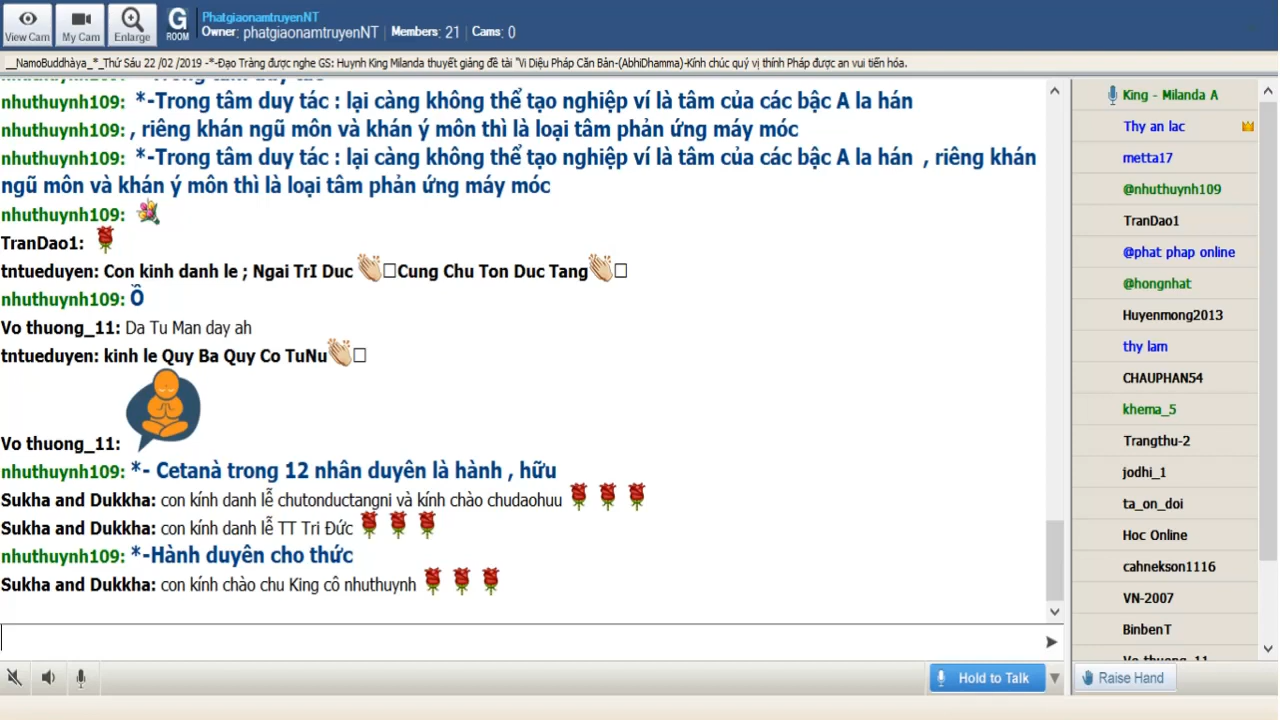 View Cam
My Cam
Enlarge
G
ROOM
PhatgiaonamtruyenNT
Owner: phatgiaonamtruyenNT | Members: 21 | Cams: 0
__NamoBuddhàya_*_Thứ Sáu 22 /02 /2019 -*-Đạo Tràng được nghe GS: Huynh King Milanda thuyết giảng đề tài "Vi Diệu Pháp Căn Bản-(AbhiDhamma)-Kính chúc quý vị thính Pháp được an vui tiến hóa.
nhuthuynh109: *-Trong tâm duy tác : lại càng không thể tạo nghiệp ví là tâm của các bậc A la hán
nhuthuynh109: , riêng khán ngũ môn và khán ý môn thì là loại tâm phản ứng máy móc
nhuthuynh109: *-Trong tâm duy tác : lại càng không thể tạo nghiệp ví là tâm của các bậc A la hán , riêng khán
ngũ môn và khán ý môn thì là loại tâm phản ứng máy móc
nhuthuynh109:
TranDao1:
tntueduyen: Con kinh danh le ; Ngai TrI Duc Cung Chu Ton Duc Tang
nhuthuynh109: Ồ
Vo thuong_11: Da Tu Man day ah
tntueduyen: kinh le Quy Ba Quy Co TuNu
Vo thuong_11:
nhuthuynh109: *- Cetanà trong 12 nhân duyên là hành , hữu
Sukha and Dukkha: con kính danh lễ chutonductangni và kính chào chudaohuu
Sukha and Dukkha: con kính danh lễ TT Tri Đức
nhuthuynh109: *-Hành duyên cho thức
Sukha and Dukkha: con kính chào chu King cô nhuthuynh
King - Milanda A
Thy an lac
metta17
@nhuthuynh109
TranDao1
@phat phap online
@hongnhat
Huyenmong2013
thy lam
CHAUPHAN54
khema_5
Trangthu-2
jodhi_1
ta_on_doi
Hoc Online
cahnekson1116
VN-2007
BinbenT
Vo thuong_11
Hold to Talk
Raise Hand